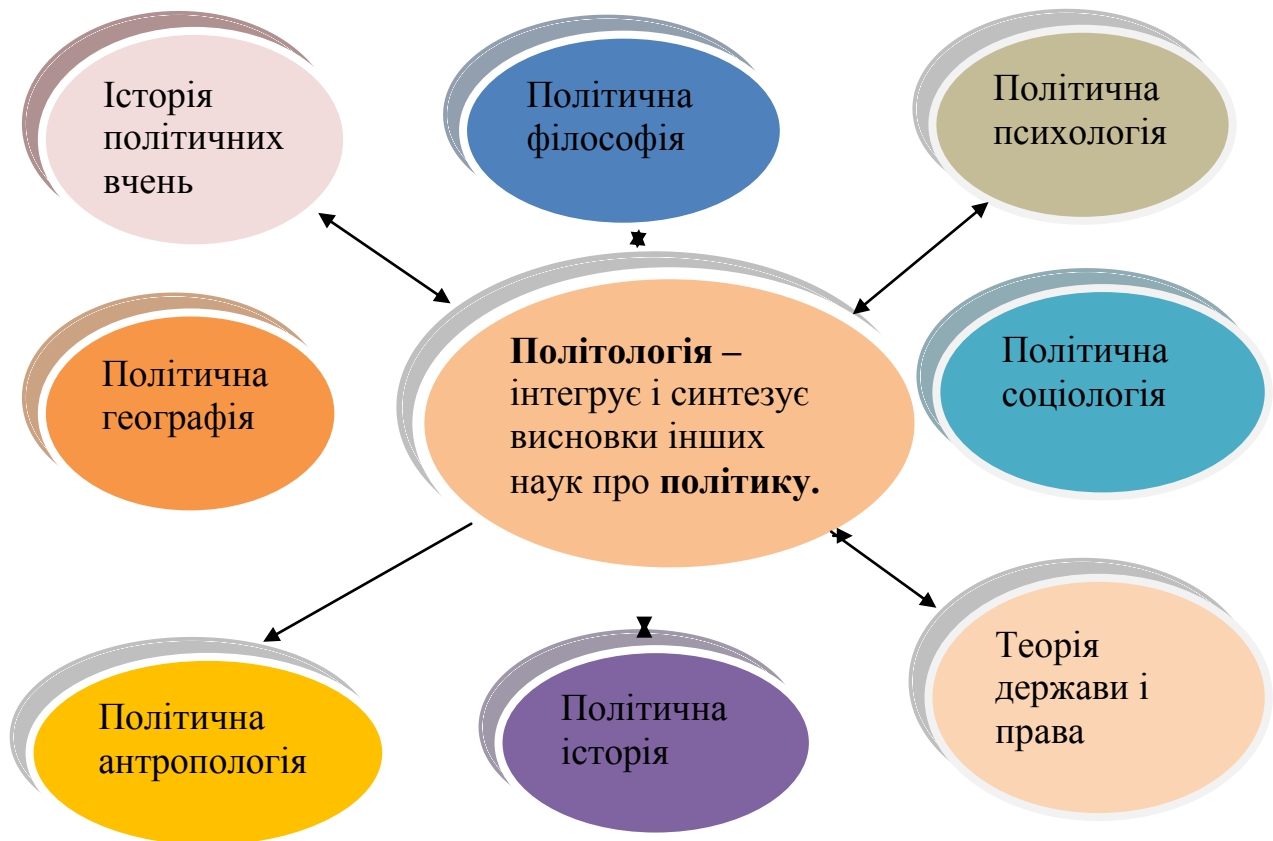 Історія
політичних
вчень
Політична
філософія
Політична
психологія
Політична
географія
Політологія –
інтегрує і синтезує
висновки інших
наук про політику.
Політична
соціологія
Політична
антропологія
Політична
історія
Теорія
держави і
права